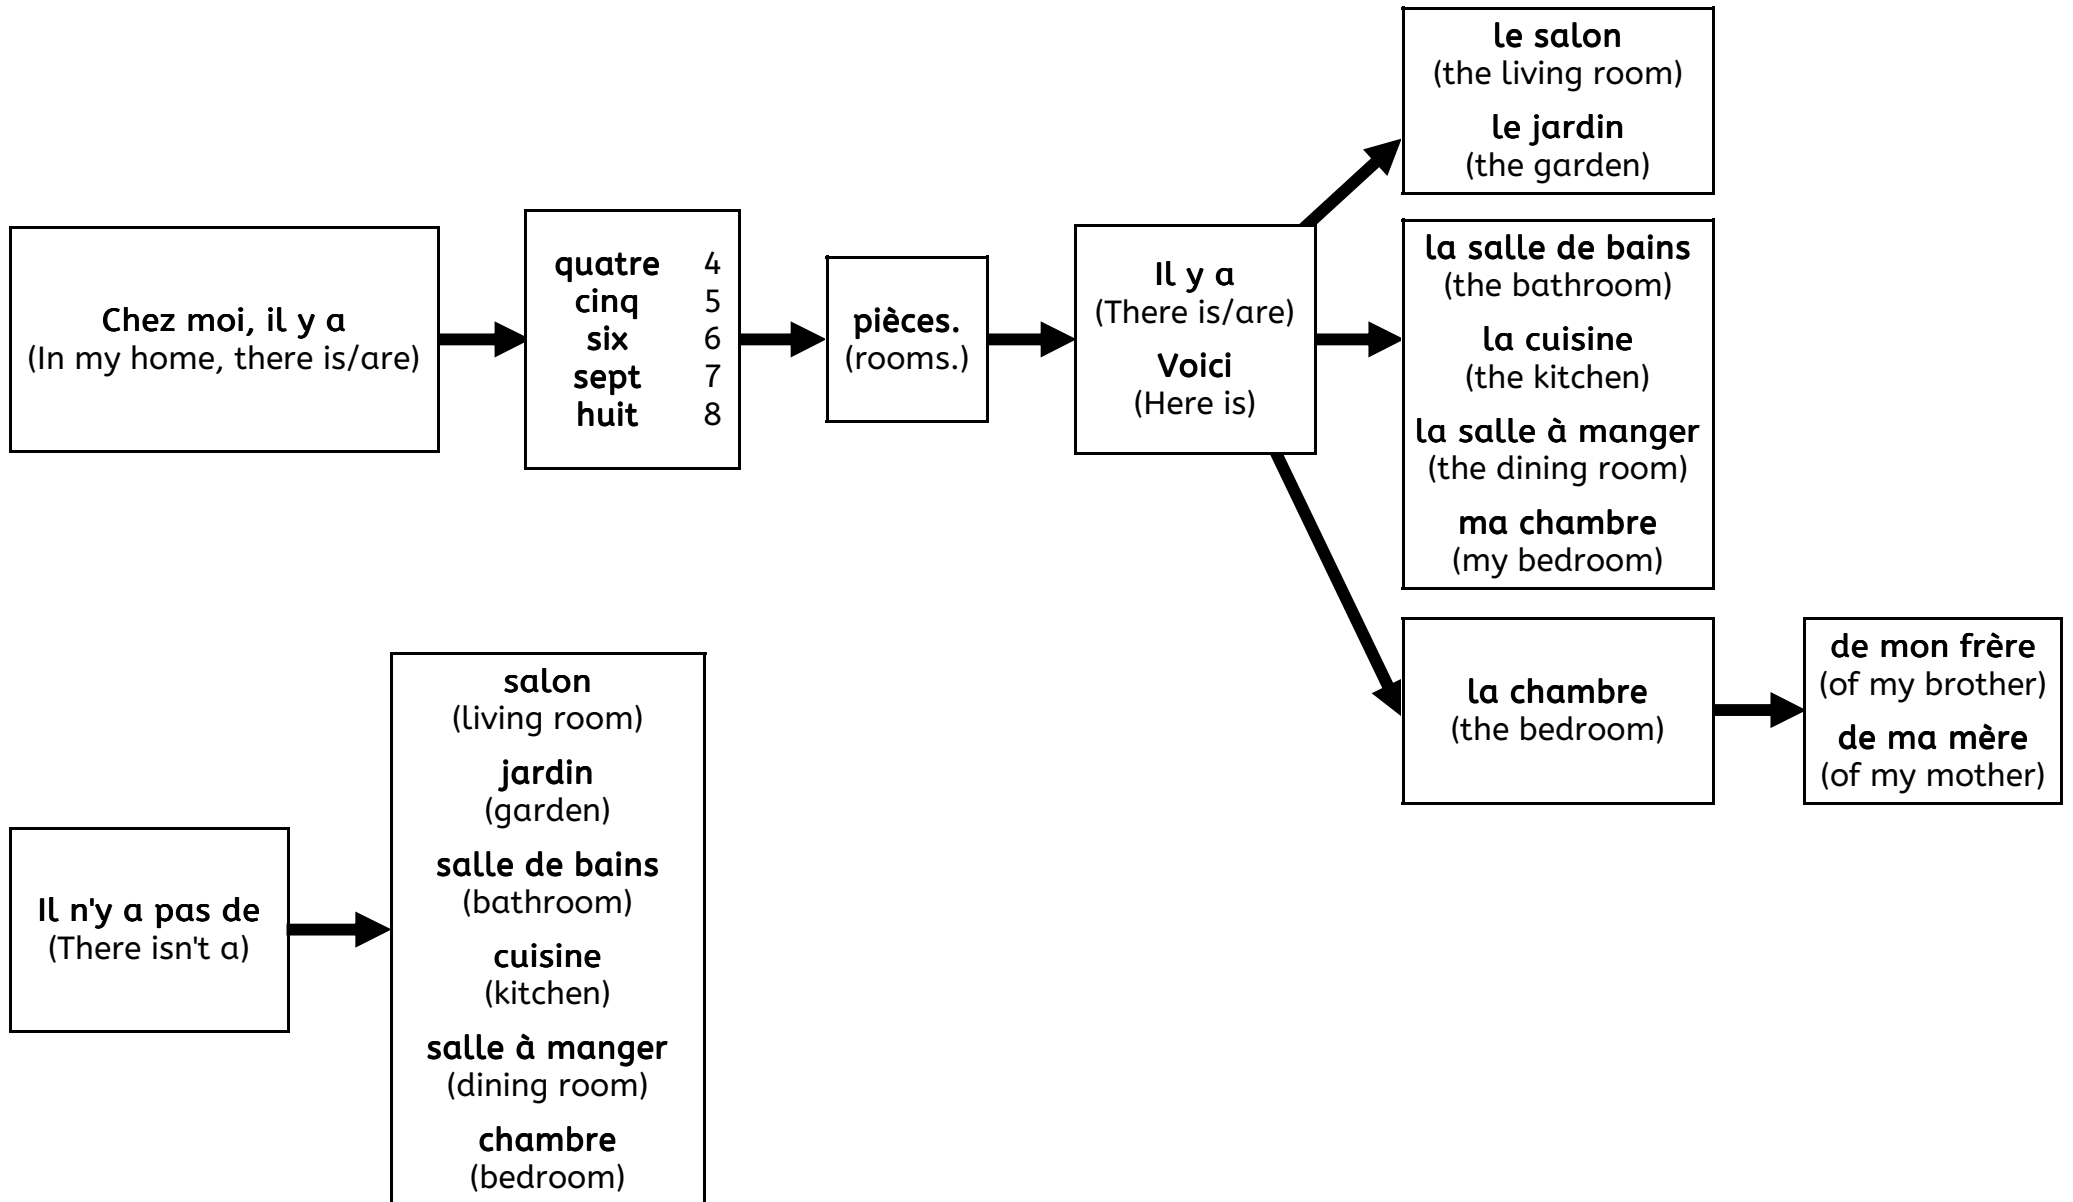 Chez moi, il y a
(In my home, there is/are)
quatre 4
cinq 5
six 6
sept 7
huit 8
pièces.
(rooms.)
Il y a
(There is/are)
Voici
(Here is)
le salon
(the living room)
le jardin
(the garden)
la salle de bains
(the bathroom)
la cuisine
(the kitchen)
la salle à manger
(the dining room)
ma chambre
(my bedroom)
la chambre
(the bedroom)
de mon frère
(of my brother)
de ma mère
(of my mother)
Il n'y a pas de
(There isn't a)
salon
(living room)
jardin
(garden)
salle de bains
(bathroom)
cuisine
(kitchen)
salle à manger
(dining room)
chambre
(bedroom)